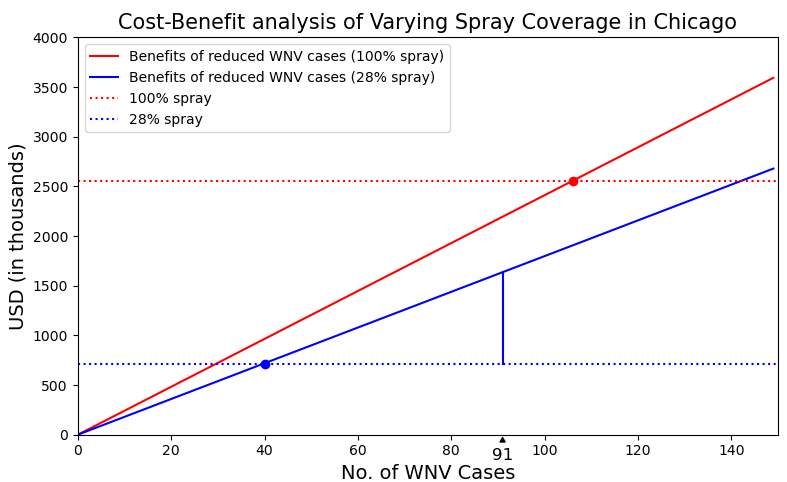 Cost-Benefit analysis of Varying Spray Coverage in Chicago
4000
3500
3000
2500
2000
1500
1000
500
0
USD (in thousands)
Benefits of reduced WNV cases (100% spray)
Benefits of reduced WNV cases (28% spray)
100% spray
28% spray
0 20 40 60 80 100 120 140
91
No. of WNV Cases